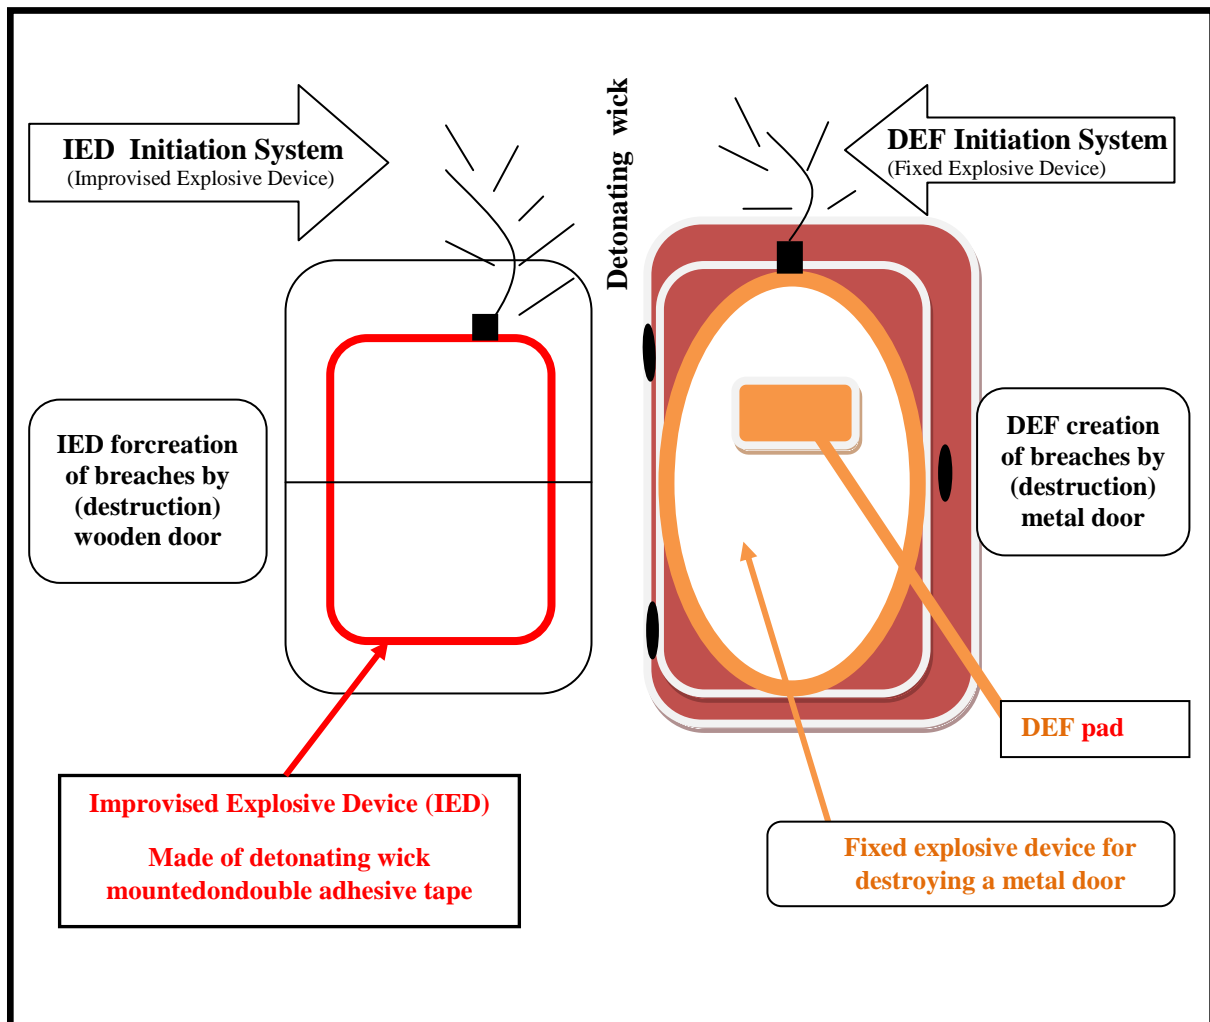 Detonating wick
IED Initiation System
(Improvised Explosive Device)
DEF Initiation System
(Fixed Explosive Device)
IED forcreation
of breaches by
(destruction)
wooden door
DEF creation
of breaches by
(destruction)
metal door
DEF pad
Improvised Explosive Device (IED)
Made of detonating wick
mountedondouble adhesive tape
Fixed explosive device for
destroying a metal door